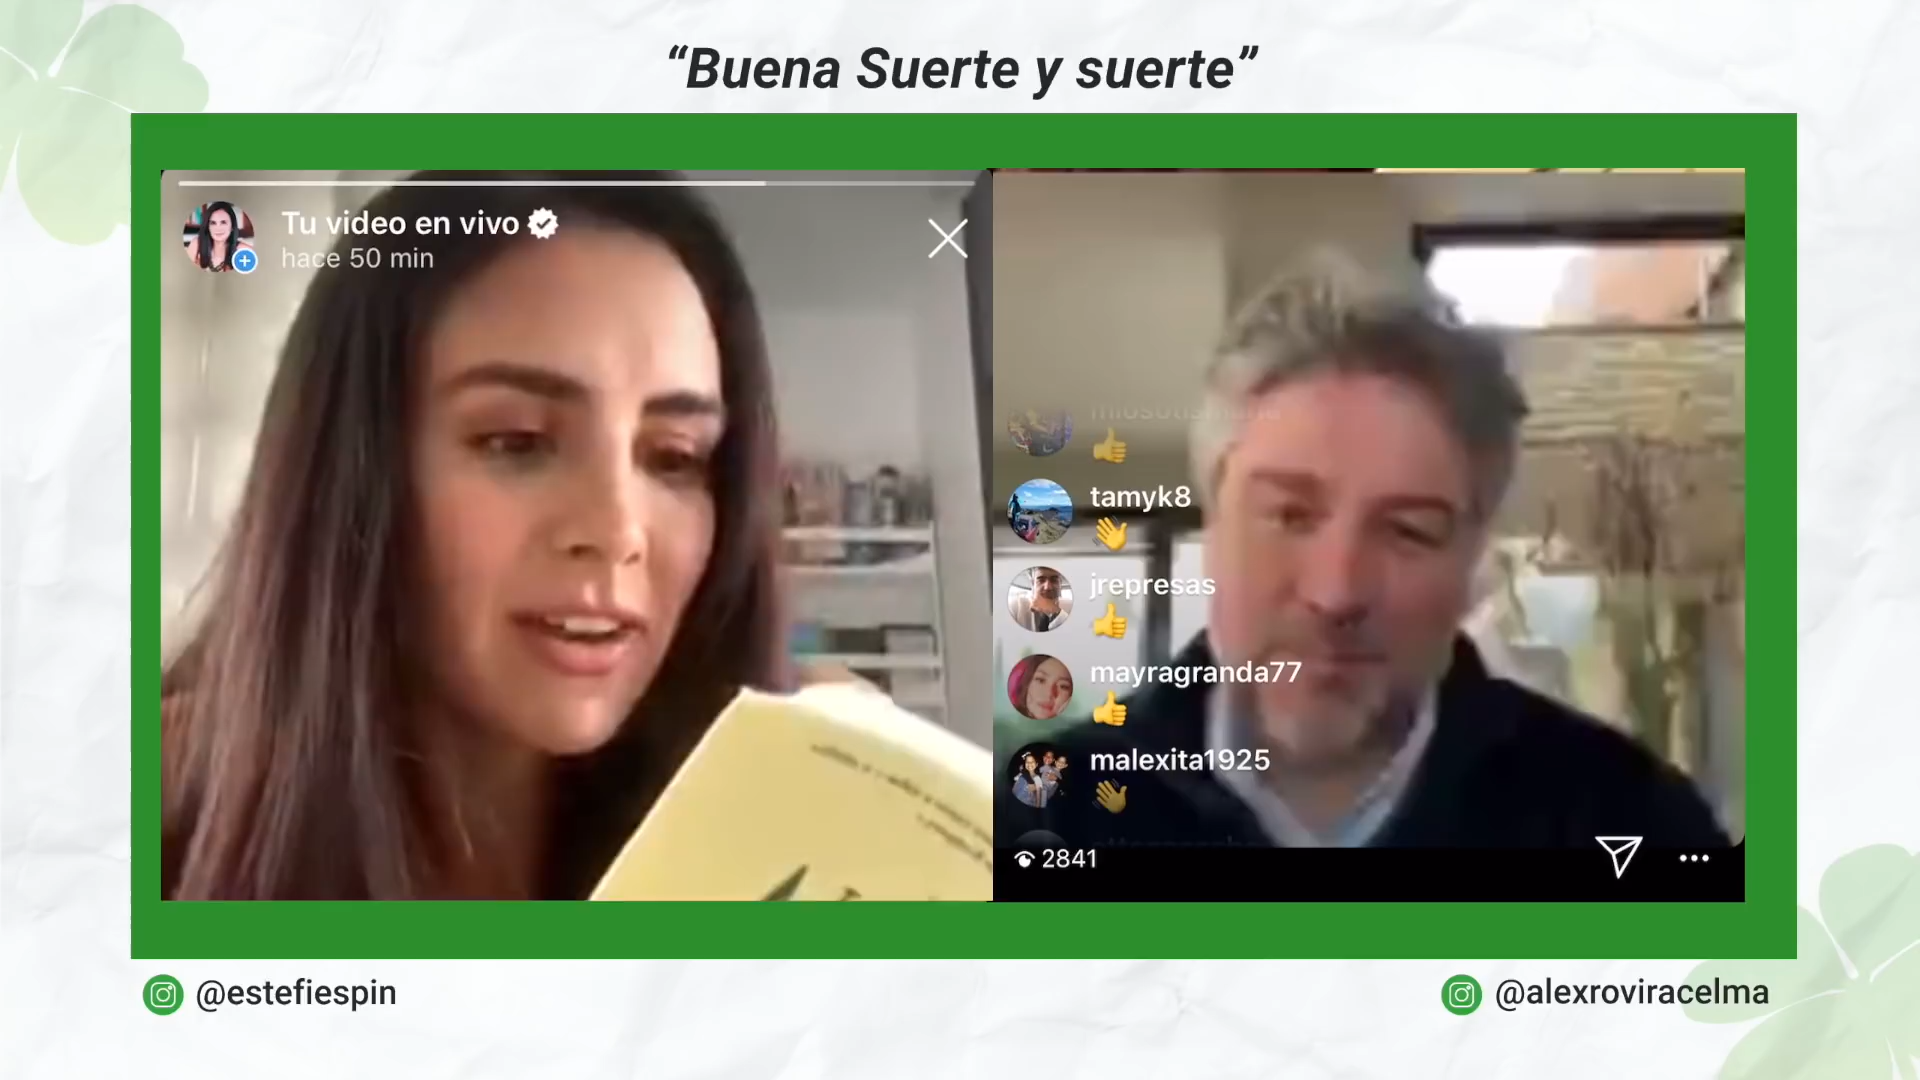 “Buena Suerte y suerte”
Tu video en vivo
hace 50 min
tamyk8
jrepresas
mayragranda77
malexita1925
2841
@estefiespin
@alexroviracelma